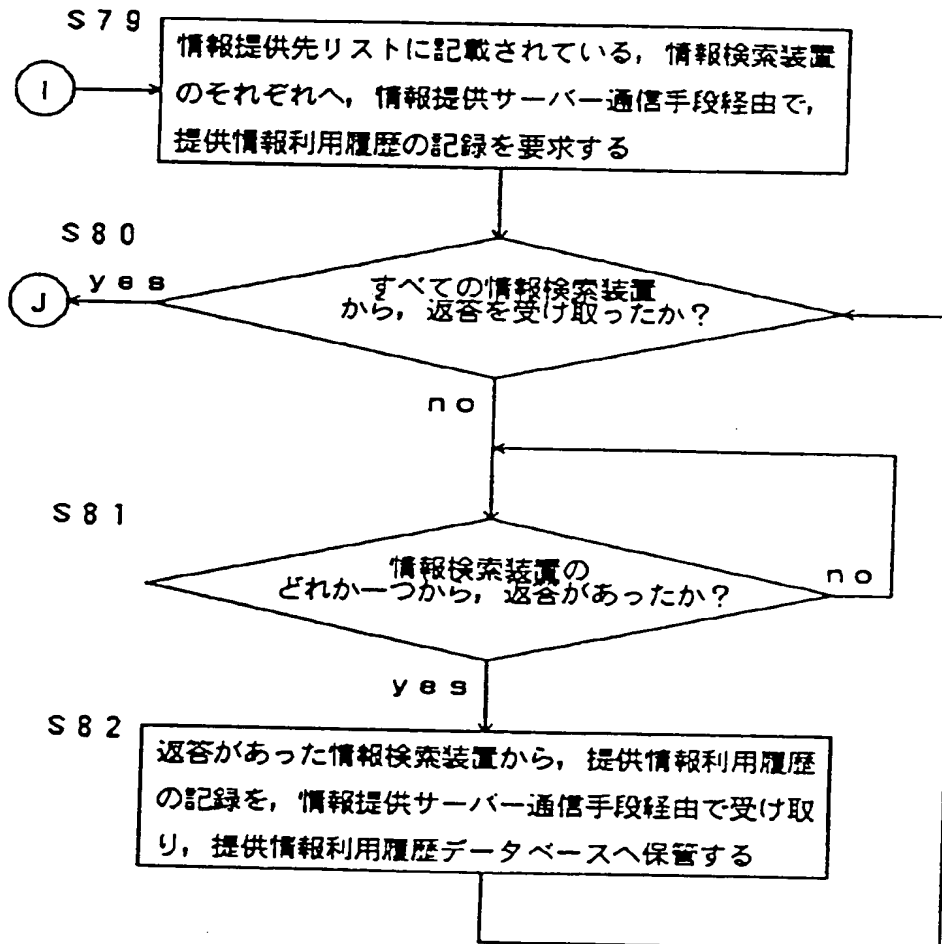 S79
情報提供先リストに記載されている，情報検索装置
のそれぞれへ，情報提供サーバー通信手段経由で，
提供情報利用履歴の記録を要求する
I
S80
yes
J
すべての情報検索装置
から，返答を受け取ったか？
no
S81
情報検索装置の
どれか一つから，返答があったか？
no
yes
S82
返答があった情報検索装置から，提供情報利用履歴
の記録を，情報提供サーバー通信手段経由で受け取
り，提供情報利用履歴データベースへ保管する